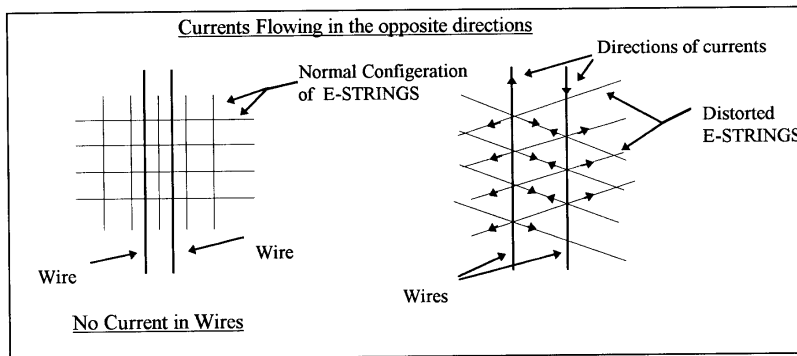 Currents Flowing in the opposite directions
Normal Configeration
of E-STRINGS
Wire
Wire
No Current in Wires
Directions of currents
Distorted
E-STRINGS
Wires